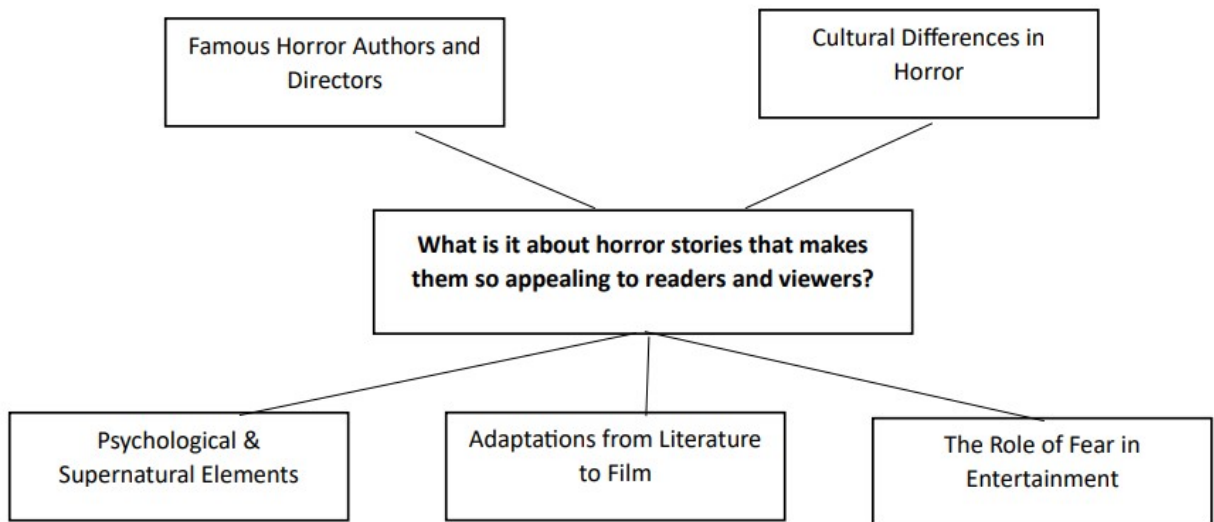 Famous Horror Authors and
Directors
Cultural Differences in
Horror
What is it about horror stories that makes
them so appealing to readers and viewers?
Psychological &
Supernatural Elements
Adaptations from Literature
to Film
The Role of Fear in
Entertainment